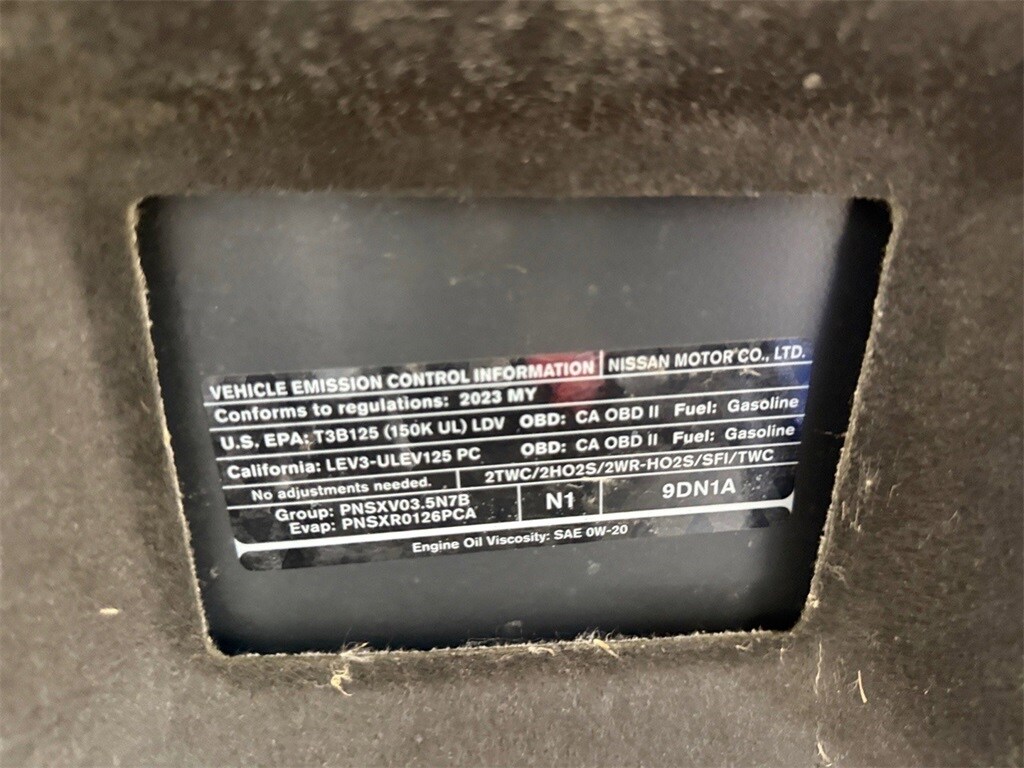 VEHICLE EMISSION CONTROL INFORMATION NISSAN MOTOR CO., LTD.
Conforms to regulations: 2023 MY
U.S. EPA: T3B125 (150K UL) LDV OBD: CA OBD II Fuel: Gasoline
California: LEV3-ULEV125 PC OBD: CA OBD II Fuel: Gasoline
No adjustments needed. 2TWC/2HO2S/2WR-HO2S/SFI/TWC
Group: PNSXV03.5N7B N1 9DN1A
Evap: PNSXR0126PCA
Engine Oil Viscosity: SAE 0W-20